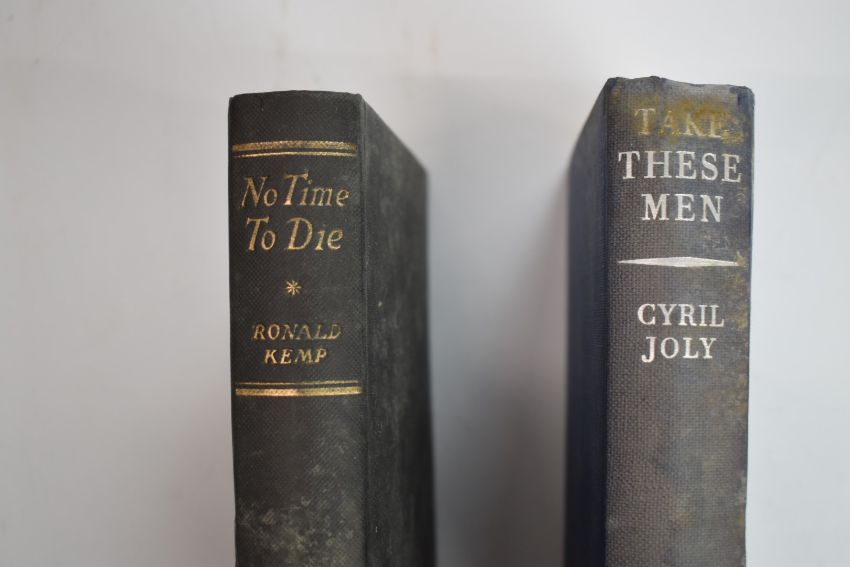 No Time
To Die
*
RONALD
KEMP
TAKE
THESE
MEN
CYRIL
JOLY